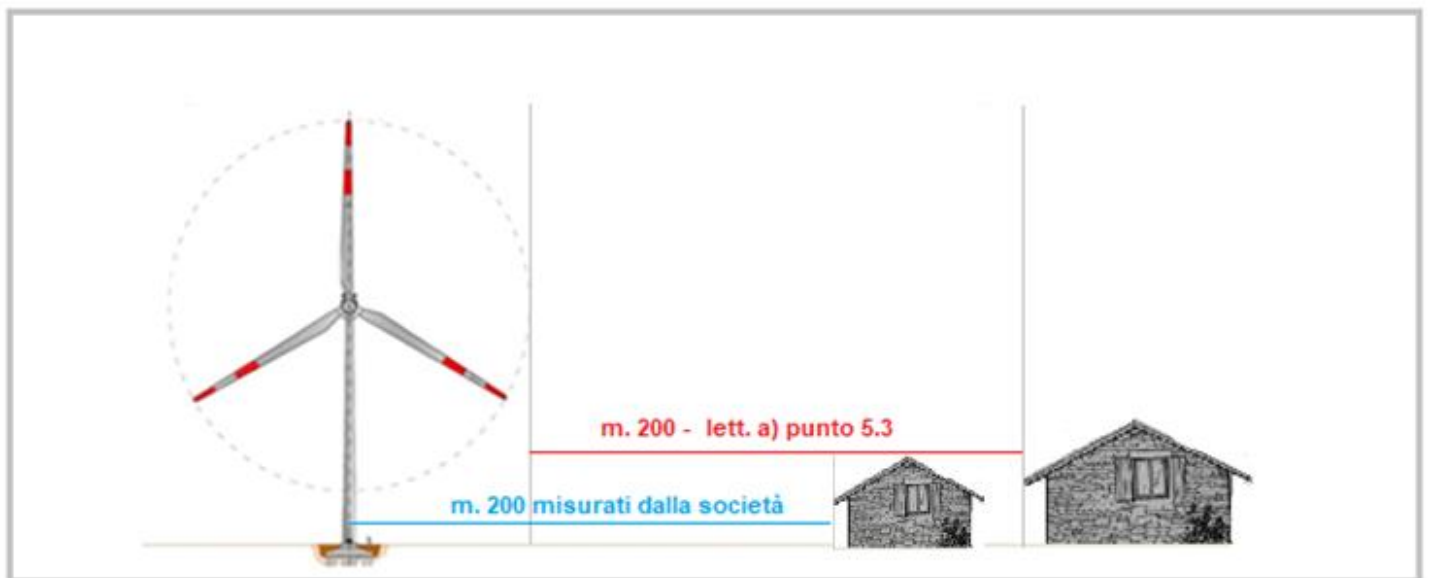 m. 200 - lett. a) punto 5.3
m. 200 misurati dalla società